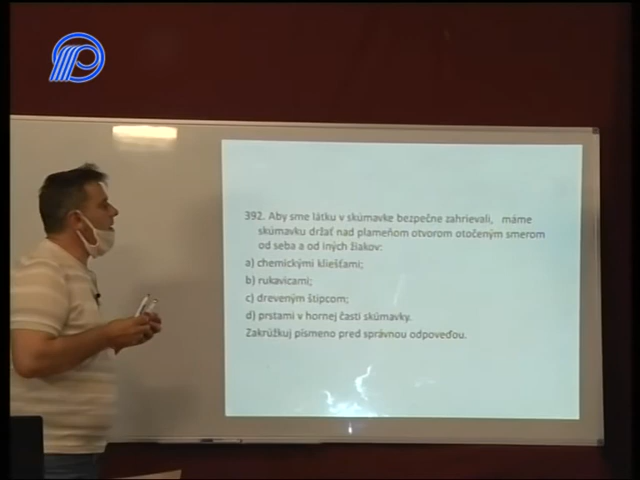 392. Aby sme látku v skúmavke bezpečne zahrievali, máme
skúmavku držať nad plameňom otvorom otočeným smerom
od seba a od iných žiakov:
a) chemickými kliešťami;
b) rukavicami;
c) dreveným štipcom;
d) prstami v hornej časti skúmavky.
Zakrúžkuj písmeno pred správnou odpoveďou.